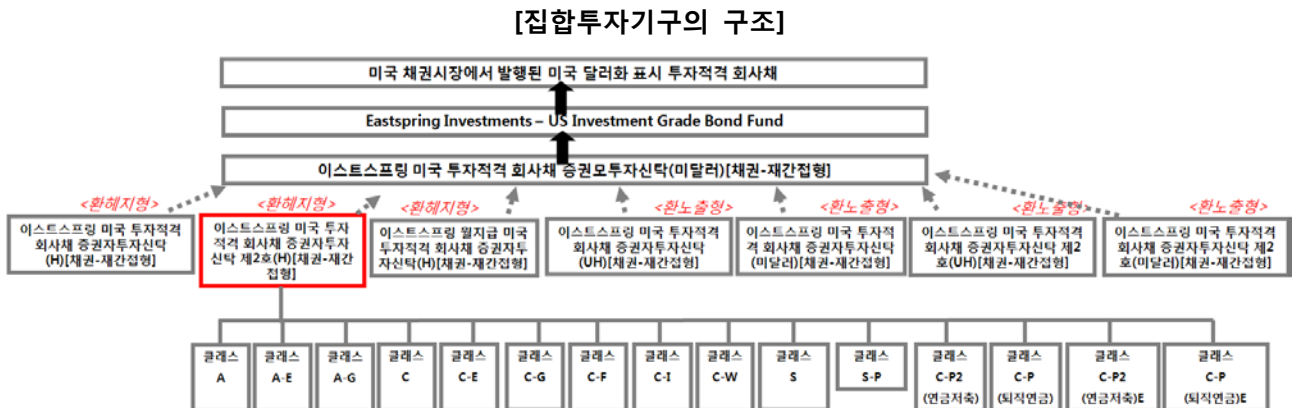 [집합투자기구의 구조]
미국 채권시장에서 발행된 미국 달러화 표시 투자적격 회사채
Eastspring Investments – US Investment Grade Bond Fund
이스트스프링 미국 투자적격 회사채 증권모투자신탁(미달러)[채권-재간접형]
<환헤지형>
이스트스프링 미국 투자적격
회사채 증권자투자신탁
(H)[채권-재간접형]
<환헤지형>
이스트스프링 미국 투자
적격 회사채 증권자투자
신탁 제2호(H)[채권-재간
접형]
<환헤지형>
이스트스프링 월지급 미국
투자적격 회사채 증권자투
자신탁(H)[채권-재간접형]
<환노출형>
이스트스프링 미국 투자적격
회사채 증권자투자신탁
(UH)[채권-재간접형]
<환노출형>
이스트스프링 미국 투자적
격 회사채 증권자투자신탁
(미달러)[채권-재간접형]
<환노출형>
이스트스프링 미국 투자적격
회사채 증권자투자신탁 제2
호(UH)[채권-재간접형]
<환노출형>
이스트스프링 미국 투자적격
회사채 증권자투자신탁 제2
호(미달러)[채권-재간접형]
클래스
A
클래스
A-E
클래스
A-G
클래스
C
클래스
C-E
클래스
C-G
클래스
C-F
클래스
C-I
클래스
C-W
클래스
S
클래스
S-P
클래스
C-P2
(연금저축)
클래스
C-P
(퇴직연금)
클래스
C-P2
(연금저축)E
클래스
C-P
(퇴직연금)E